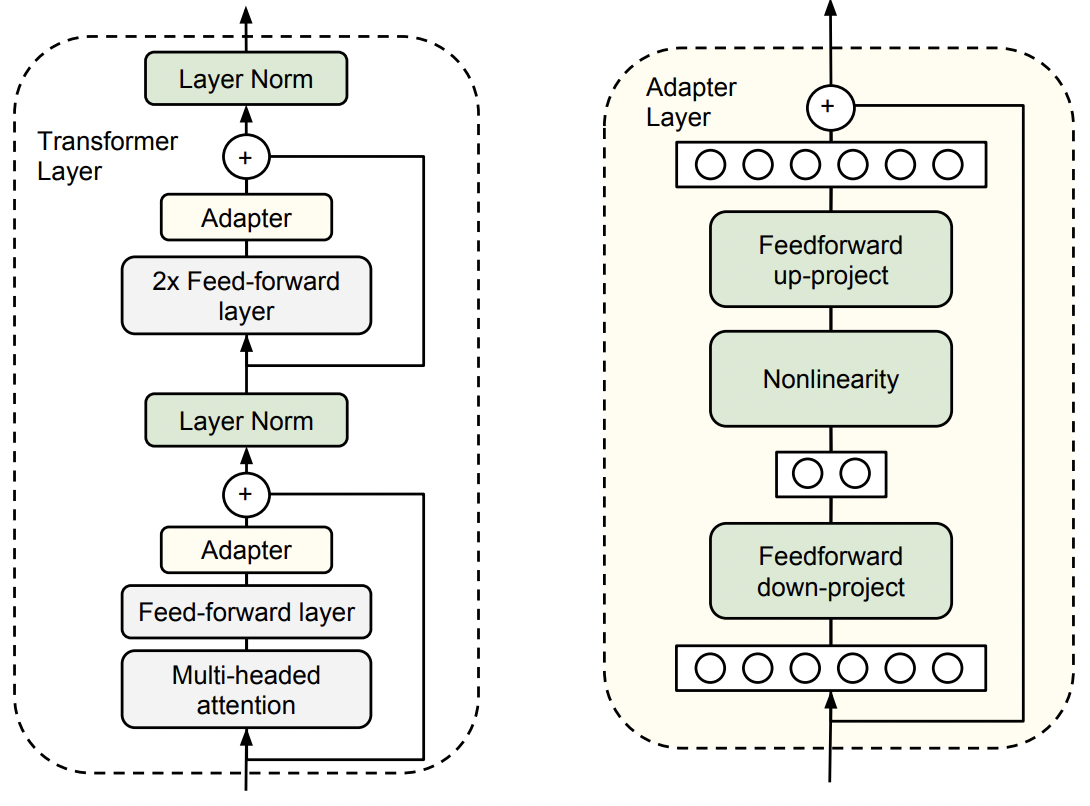 Layer Norm
Transformer
Layer
+
Adapter
2x Feed-forward
layer
Layer Norm
+
Adapter
Feed-forward layer
Multi-headed
attention
Adapter
Layer
+
Feedforward
up-project
Nonlinearity
Feedforward
down-project